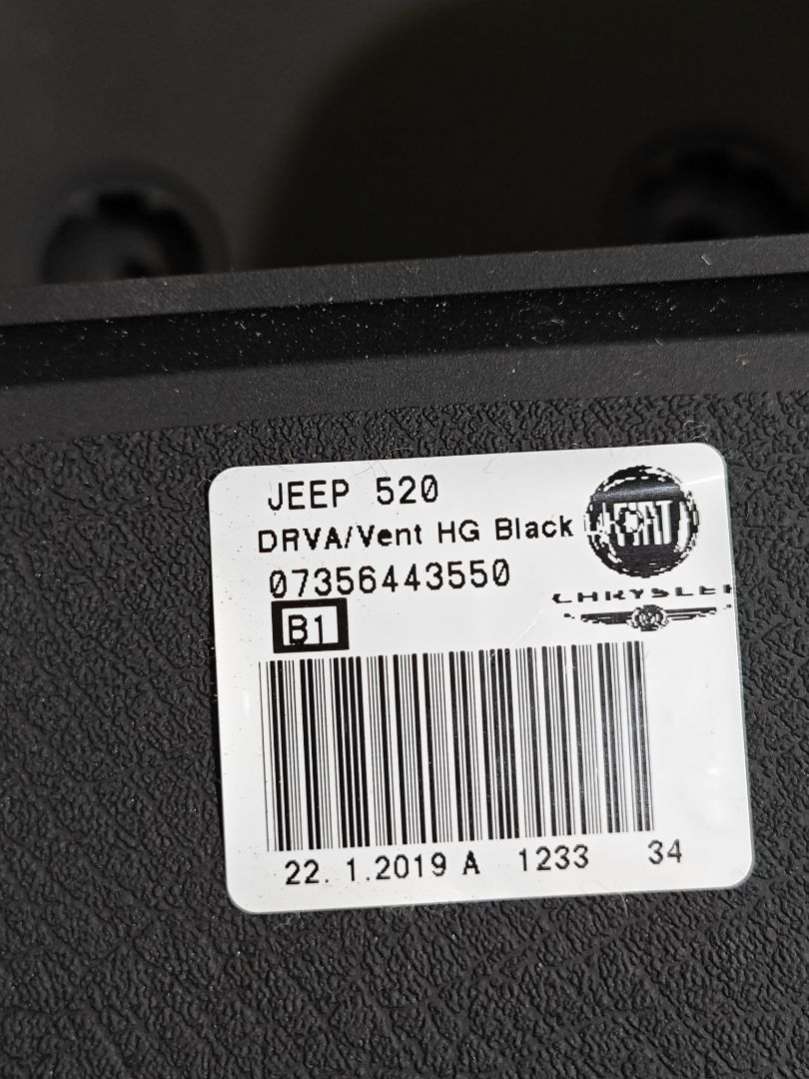 JEEP 520
DRVA/Vent HG Black
FIAT
07356443550
CHRYSLER
B1
22. 1.2019 A 1233 34